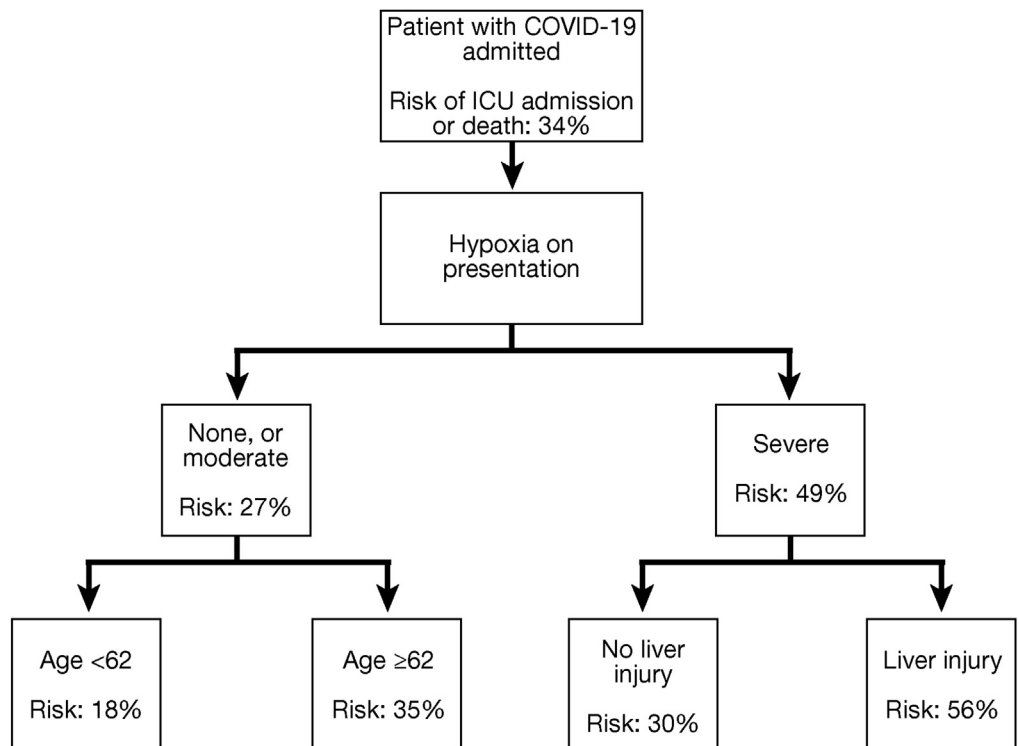 Patient with COVID-19
admitted
Risk of ICU admission
or death: 34%
Hypoxia on
presentation
None, or
moderate
Risk: 27%
Severe
Risk: 49%
Age <62
Risk: 18%
Age ≥62
Risk: 35%
No liver
injury
Risk: 30%
Liver injury
Risk: 56%